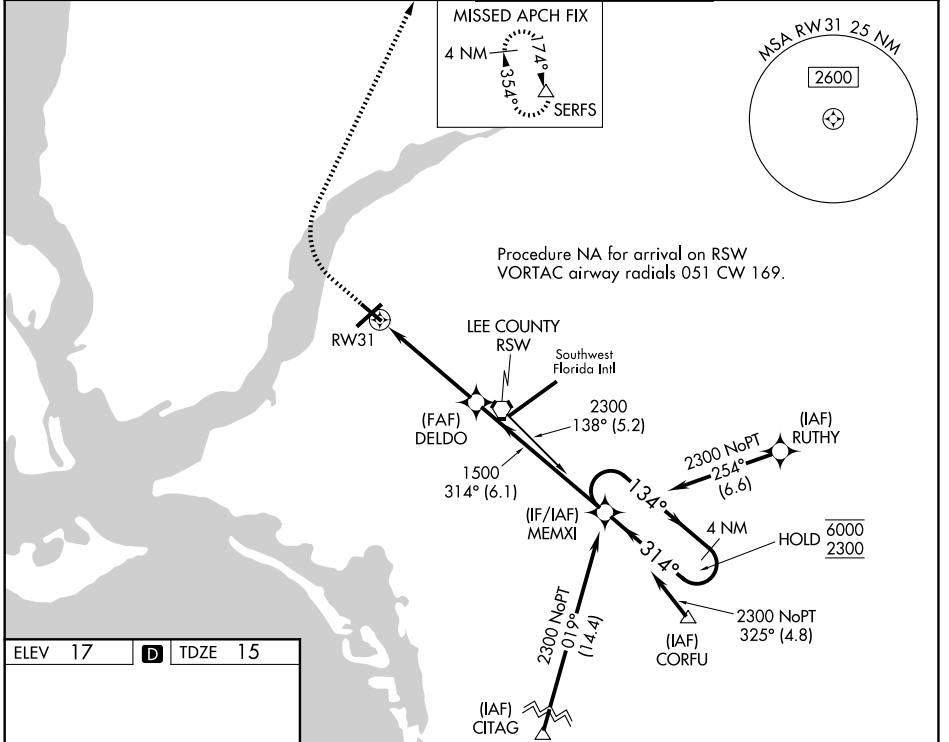 MISSED APCH FIX
4 NM
174°
354°
SERFS
MSA RW31 25 NM
2600
Procedure NA for arrival on RSW
VORTAC airway radials 051 CW 169.
RW31
LEE COUNTY
RSW
Southwest
Florida Intl
(FAF)
DELDO
2300
138° (5.2)
1500
314° (6.1)
(IAF)
RUTHY
2300 NoPT
254°
(6.6)
(IF/IAF)
MEMXI
134°
4 NM
314°
HOLD
6000
2300
2300 NoPT
019°
(14.4)
2300 NoPT
325° (4.8)
(IAF)
CORFU
(IAF)
CITAG
ELEV 17
D
TDZE 15